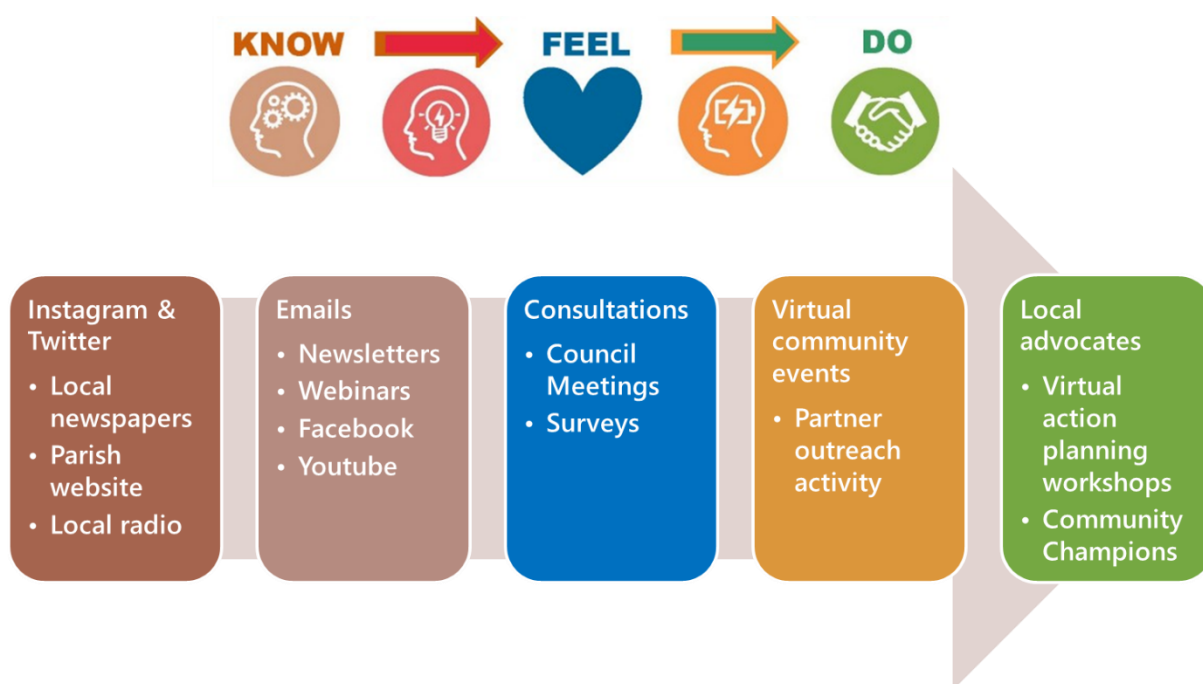 KNOW FEEL DO
Instagram &
Twitter
• Local
newspapers
• Parish
website
• Local radio
Emails
• Newsletters
• Webinars
• Facebook
• Youtube
Consultations
• Council
Meetings
• Surveys
Virtual
community
events
• Partner
outreach
activity
Local
advocates
• Virtual
action
planning
workshops
• Community
Champions